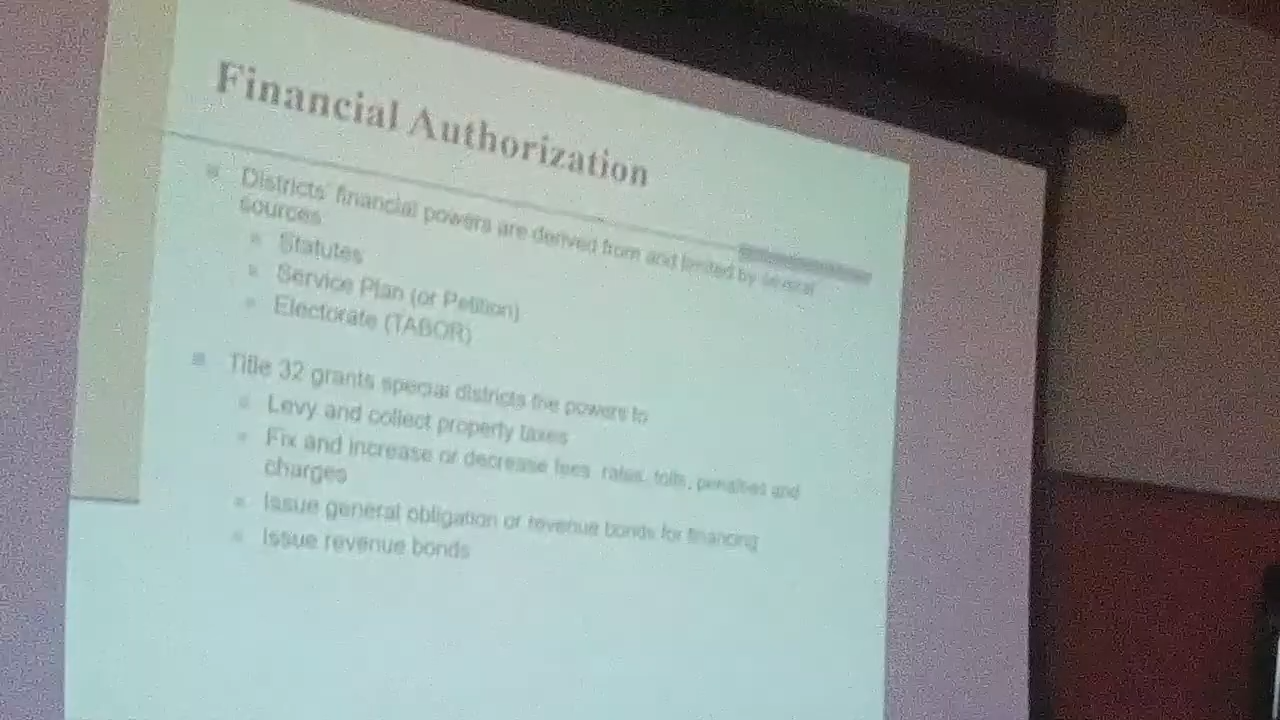 Financial Authorization
Districts' financial powers are derived from and limited by several
sources
Statutes
Service Plan (or Petition)
Electorate (TABOR)
Title 32 grants special districts the powers to
Levy and collect property taxes
Fix and increase or decrease fees, rates, tolls, penalties and
charges
Issue general obligation or revenue bonds for financing
Issue revenue bonds